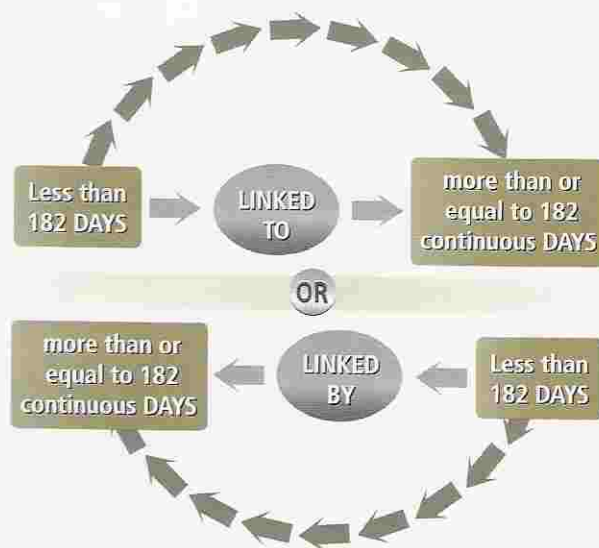 Less than
182 DAYS
LINKED
TO
more than or
equal to 182
continuous DAYS
OR
more than or
equal to 182
continuous DAYS
LINKED
BY
Less than
182 DAYS